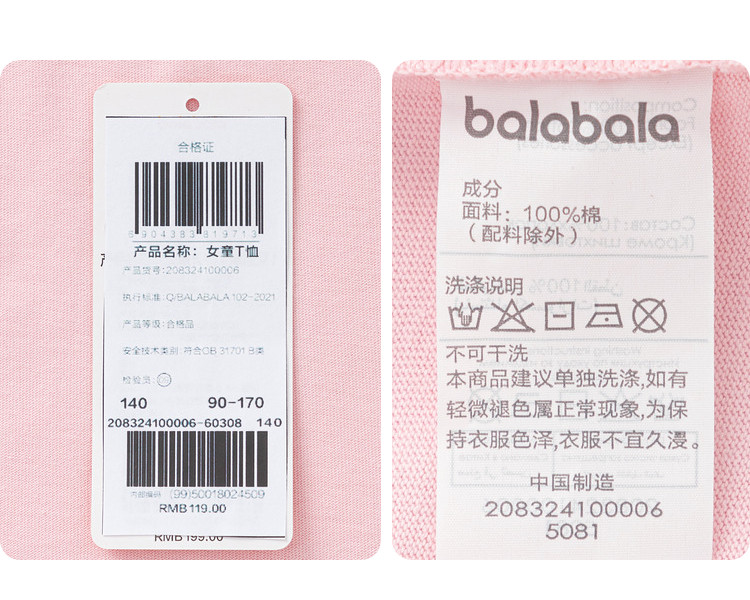 合格证
6904383819713
产品名称：女童T恤
产品货号:208324100006
执行标准:Q/BALABALA 102-2021
产品等级:合格品
安全技术类别:符合GB 31701 B类
检验员:
140 90-170
208324100006-60308 140
内部编码 (99)50018024509
RMB 119.00
RMB 199.00
balabala
成分
面料：100%棉
（配料除外）
洗涤说明
不可干洗
本商品建议单独洗涤,如有
轻微褪色属正常现象,为保
持衣服色泽,衣服不宜久浸。
中国制造
208324100006
5081